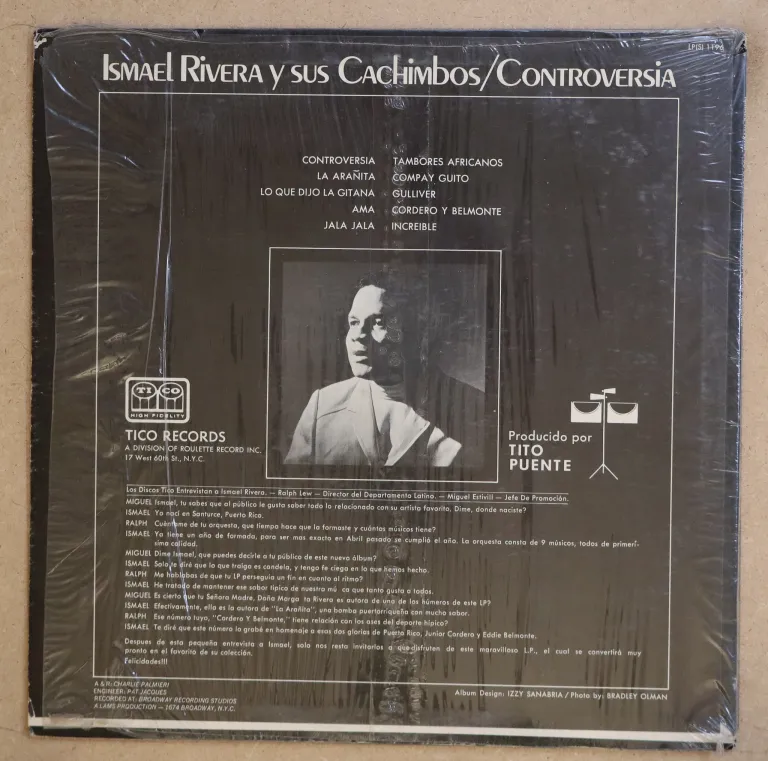 LP(S) 1196
ISMAEL RIVERA y SUS CACHIMBOS/CONTROVERSIA
CONTROVERSIA
LA ARAÑITA
LO QUE DIJO LA GITANA
AMA
JALA JALA
TAMBORES AFRICANOS
COMPAY GUITO
GULLIVER
CORDERO Y BELMONTE
INCREIBLE
TICO
HIGH FIDELITY
TICO RECORDS
A DIVISION OF ROULETTE RECORD INC.
17 West 60th St., N.Y.C.
Producido por
TITO
PUENTE
Los Discos Tico Entrevistan a Ismael Rivera. — Ralph Lew — Director del Departamento Latino. — Miguel Estivill — Jefe De Promoción.
MIGUEL Ismael, tu sabes que al público le gusta saber todo lo relacionado con su artista favorito. Dime, donde naciste?
ISMAEL Yo nací en Santurce, Puerto Rico.
RALPH Cuéntame de tu orquesta, que tiempo hace que la formaste y cuántos músicos tiene?
ISMAEL Ya tiene un año de formada, para ser mas exacto en Abril pasado se cumplió el año. La orquesta consta de 9 músicos, todos de primerí-
sima calidad.
MIGUEL Dime Ismael, que puedes decirle a tu público de este nuevo álbum?
ISMAEL Solo te diré que lo que traigo es candela, y tengo fe ciega en lo que hemos hecho.
RALPH Me hablabas de que tu LP perseguia un fin en cuanto al ritmo?
ISMAEL He tratado de mantener ese sabor típico de nuestra música que tanto gusta a todos.
MIGUEL Es cierto que tu Señora Madre, Doña Margarita Rivera es autora de uno de los números de este LP?
ISMAEL Efectivamente, ella es la autora de "La Arañita", una bomba puertorriqueña con mucho sabor.
RALPH Ese número tuyo, "Cordero Y Belmonte," tiene relación con los ases del deporte hípico?
ISMAEL Te diré que este número lo grabé en homenaje a esas dos glorias de Puerto Rico, Junior Cordero y Eddie Belmonte.
Despues de esta pequeña entrevista a Ismael, solo nos resta invitarlos a que disfruten de este maravilloso L.P., el cual se convertirá muy
pronto en el favorito de su colección.
Felicidades!!!
A & R: CHARLIE PALMIERI
ENGINEER: PAT JACQUES
RECORDED AT: BROADWAY RECORDING STUDIOS
A LAMS PRODUCTION — 1674 BROADWAY, N.Y.C.
Album Design: IZZY SANABRIA / Photo by: BRADLEY OLMAN